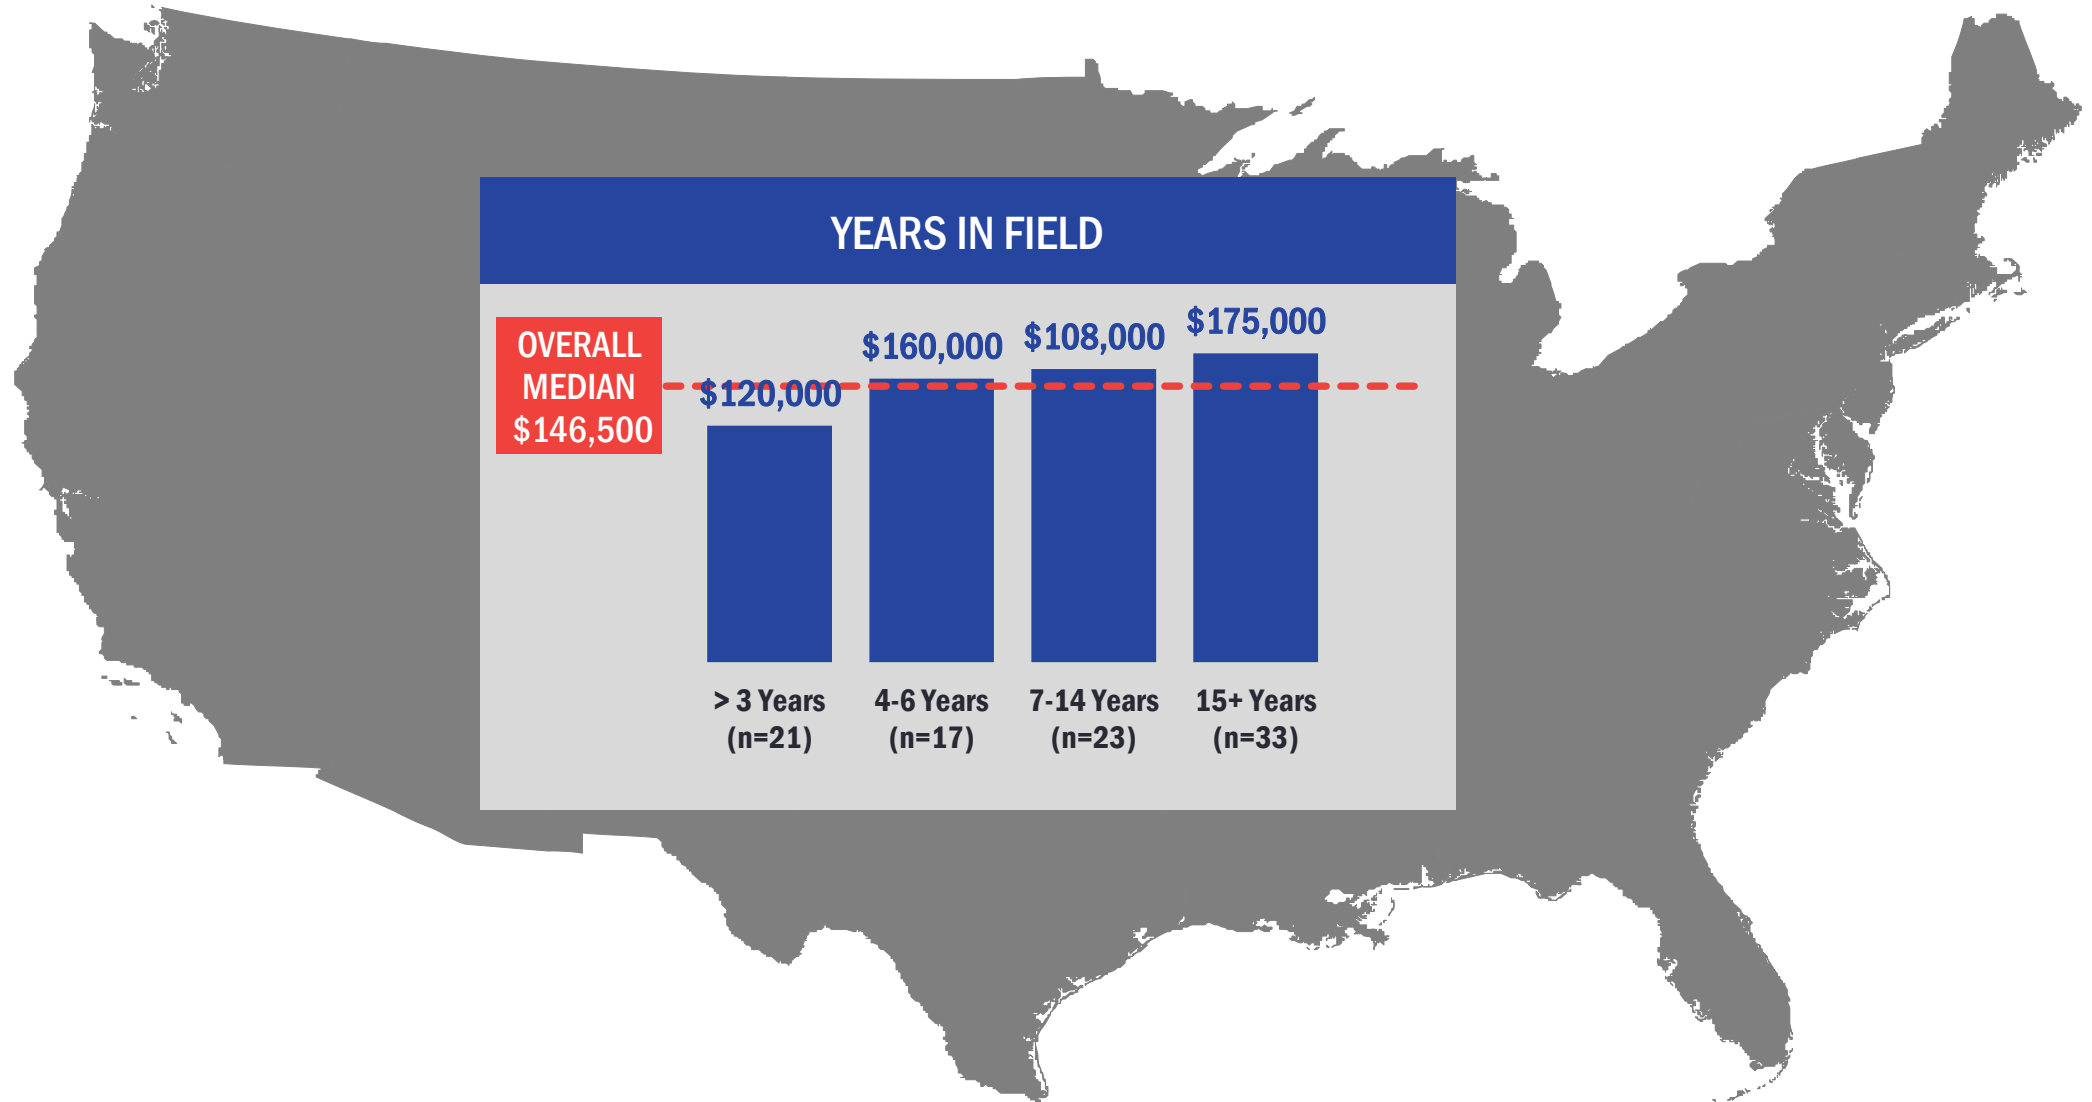 YEARS IN FIELD
OVERALL
MEDIAN
$146,500
$120,000
$160,000
$108,000
$175,000
> 3 Years
(n=21)
4-6 Years
(n=17)
7-14 Years
(n=23)
15+ Years
(n=33)